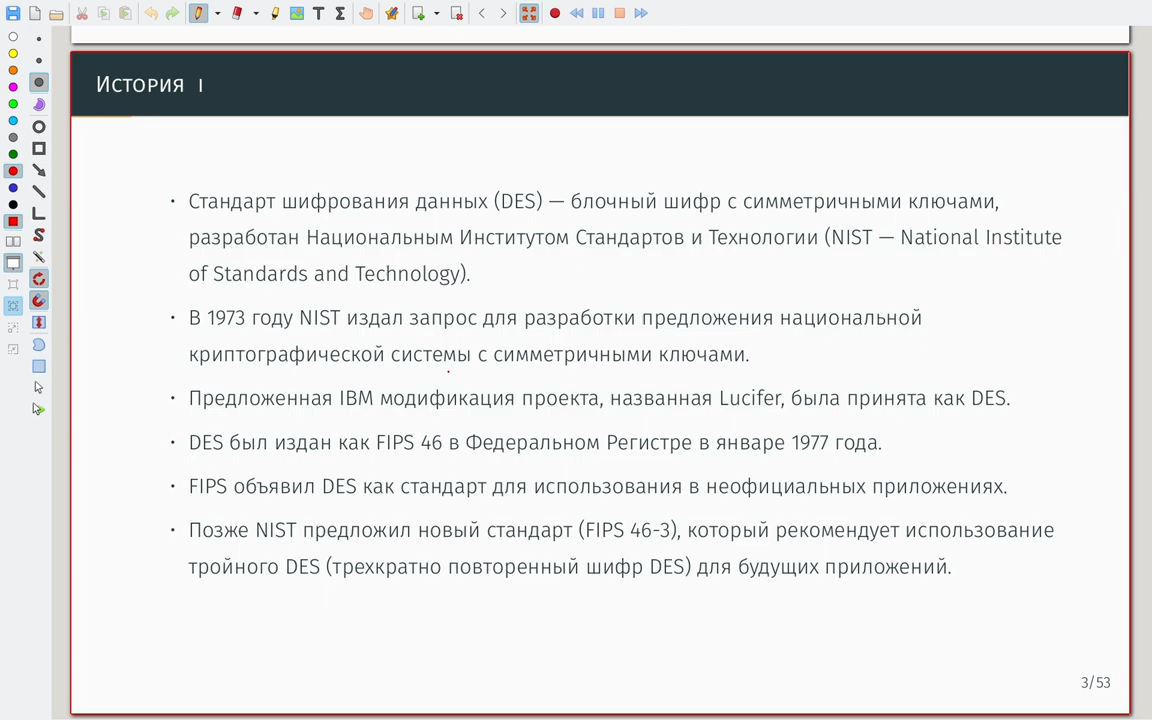 История I
• Стандарт шифрования данных (DES) — блочный шифр с симметричными ключами,
разработан Национальным Институтом Стандартов и Технологии (NIST — National Institute
of Standards and Technology).
• В 1973 году NIST издал запрос для разработки предложения национальной
криптографической системы с симметричными ключами.
• Предложенная IBM модификация проекта, названная Lucifer, была принята как DES.
• DES был издан как FIPS 46 в Федеральном Регистре в январе 1977 года.
• FIPS объявил DES как стандарт для использования в неофициальных приложениях.
• Позже NIST предложил новый стандарт (FIPS 46-3), который рекомендует использование
тройного DES (трехкратно повторенный шифр DES) для будущих приложений.
3/53